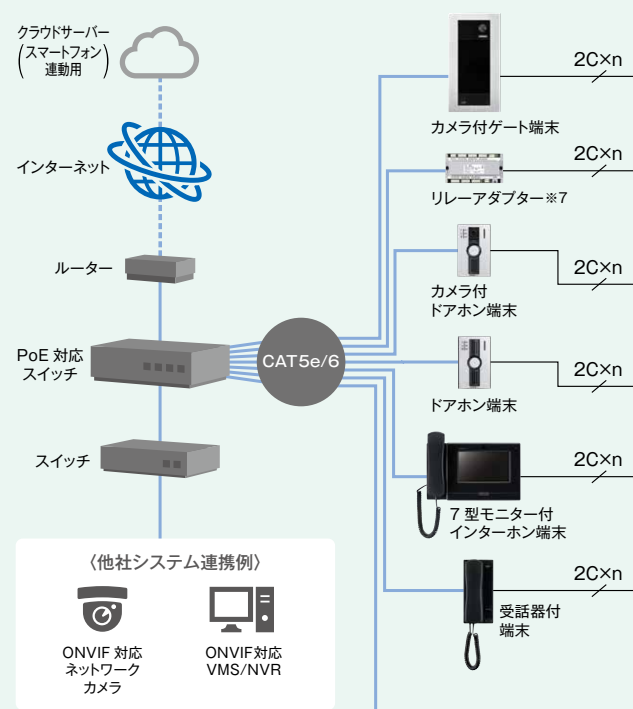 クラウドサーバー
(スマートフォン
連動用)
インターネット
ルーター
PoE 対応
スイッチ
スイッチ
CAT5e/6
2C×n
カメラ付ゲート端末
2C×n
リレーアダプター※7
2C×n
カメラ付
ドアホン端末
2C×n
ドアホン端末
2C×n
7 型モニター付
インターホン端末
2C×n
受話器付
端末
〈他社システム連携例〉
ONVIF 対応
ネットワーク
カメラ
ONVIF対応
VMS/NVR